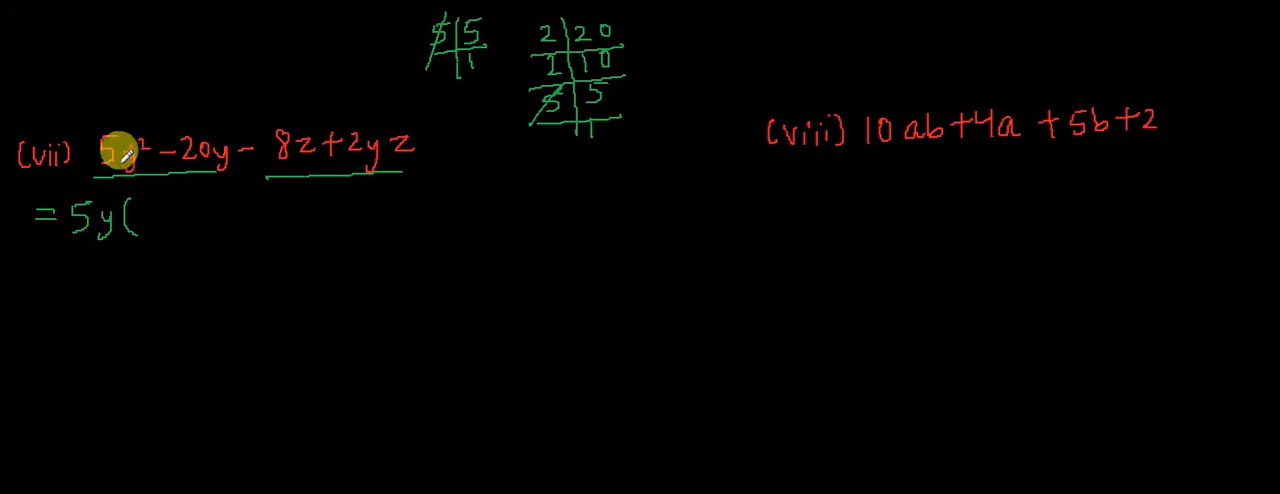 5 | 5
1
2 | 20
2 | 10
5 | 5
1
(vii) 5y² - 20y - 8z + 2yz
= 5y(
(viii) 10ab + 4a + 5b + 2